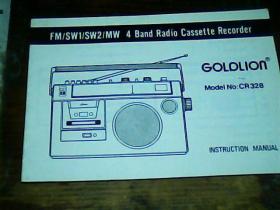 FM/SW1/SW2/MW 4 Band Radio Cassette Recorder
GOLDLION
Model No: CR328
INSTRUCTION MANUAL